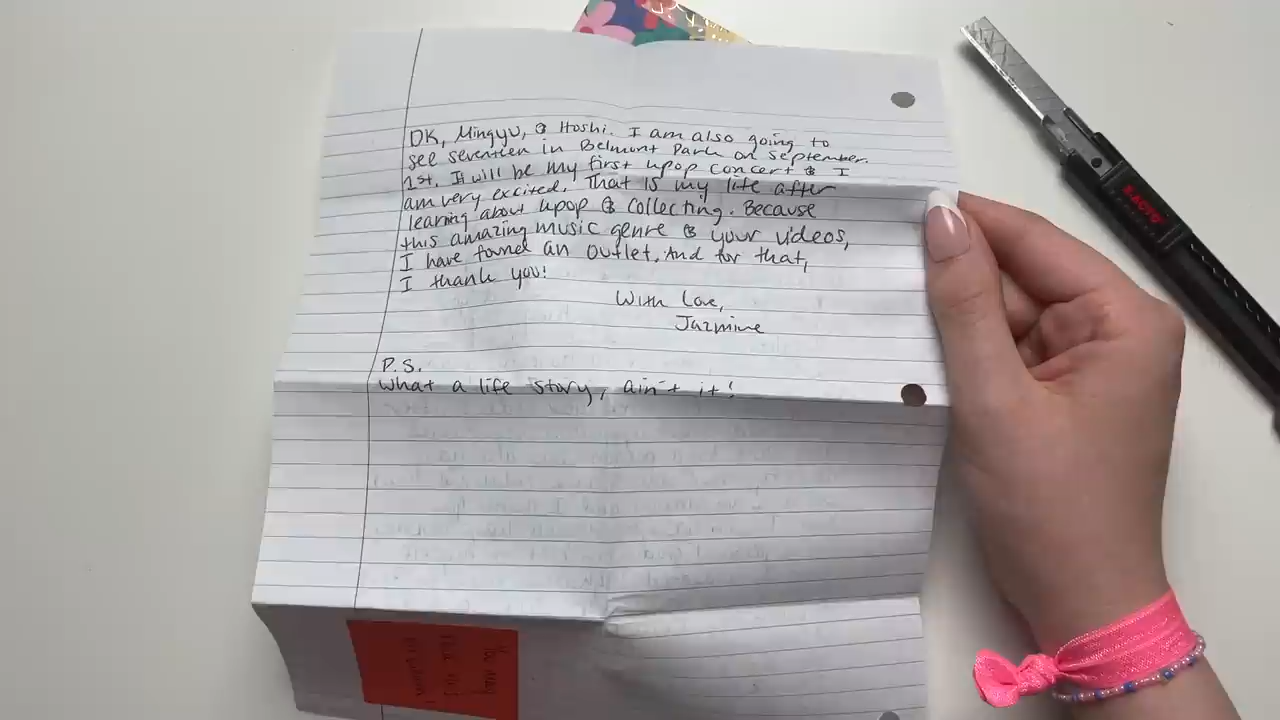 DK, Mingyu, & Hoshi. I am also going to
see seventeen in Belmont Park on September
1st. It will be my first kpop concert & I
am very excited. That is my life after
learning about kpop & collecting. Because
this amazing music genre & your videos,
I have found an outlet. And for that,
I thank you!
With Love,
Jazmine
P.S.
What a life story, ain't it!
XACTO
You may